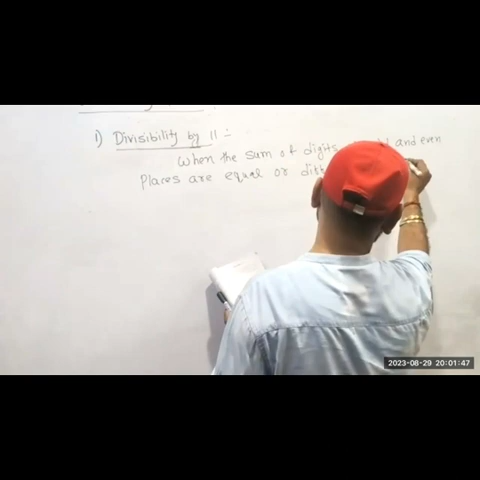 1) Divisibility by 11 :-
When the sum of digits and even
Places are equal or
2023-08-29 20:01:47